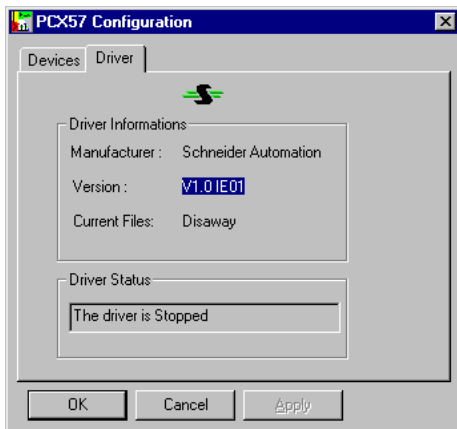 PCX57 Configuration
Devices Driver
Driver Informations
Manufacturer : Schneider Automation
Version : V1.0 IE01
Current Files: Disaway
Driver Status
The driver is Stopped
OK Cancel Apply